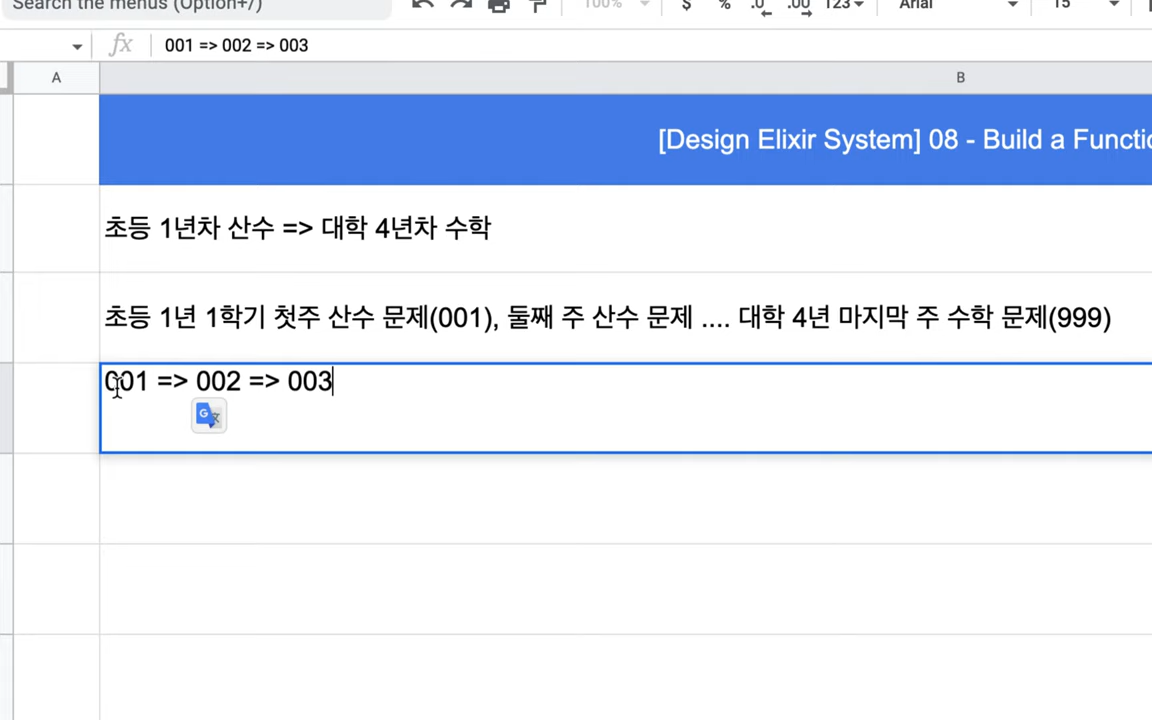 Search the menus (Option+/)
100%
$ % .0 .00 123
Arial
15
fx 001 => 002 => 003
A
B
[Design Elixir System] 08 - Build a Functio
초등 1년차 산수 => 대학 4년차 수학
초등 1년 1학기 첫주 산수 문제(001), 둘째 주 산수 문제 .... 대학 4년 마지막 주 수학 문제(999)
001 => 002 => 003